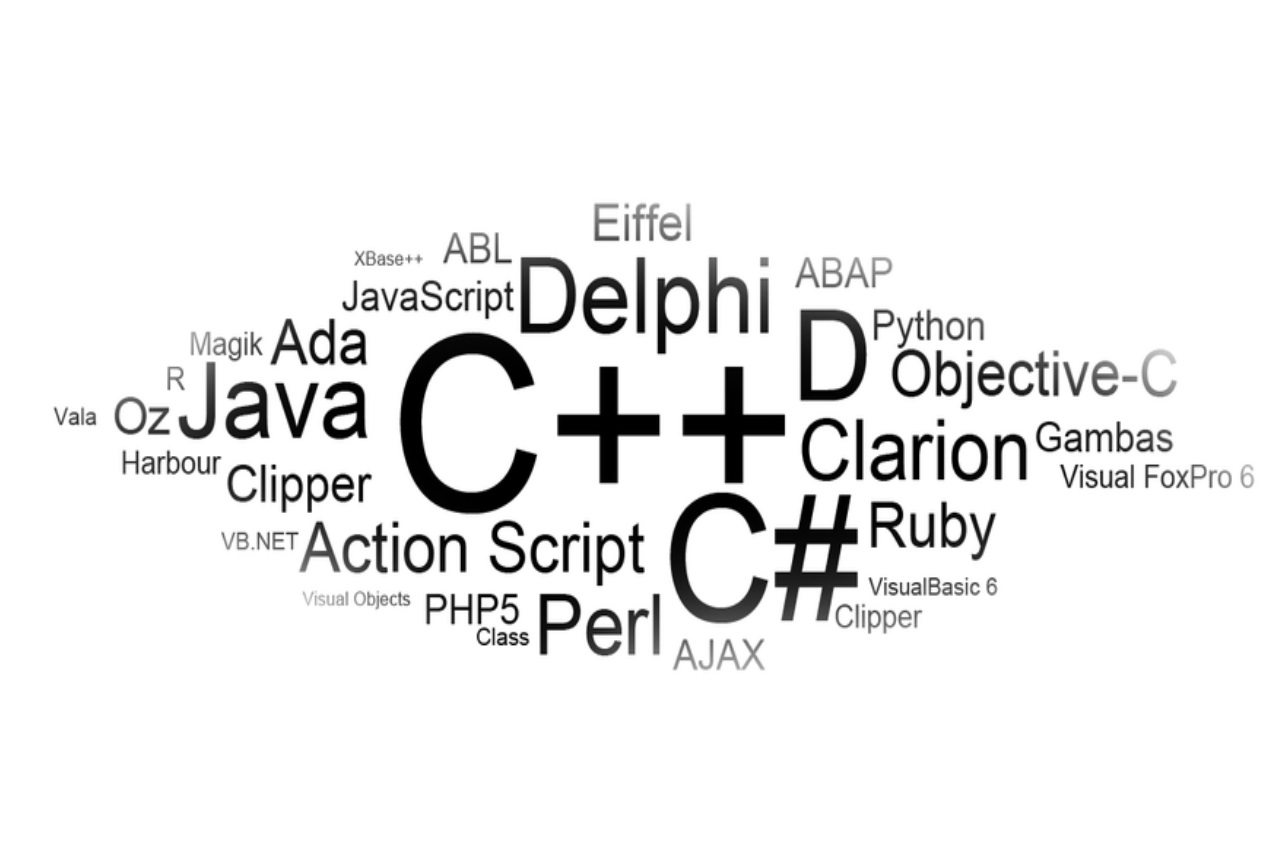 Eiffel
XBase++ ABL
Delphi
ABAP
JavaScript
Python
Magik Ada
D
Objective-C
R
Java
C++
Vala Oz
Clarion
Gambas
Harbour
Visual FoxPro 6
Clipper
Ruby
VB.NET
Action Script
C#
VisualBasic 6
Visual Objects
PHP5
Clipper
Class
Perl
AJAX